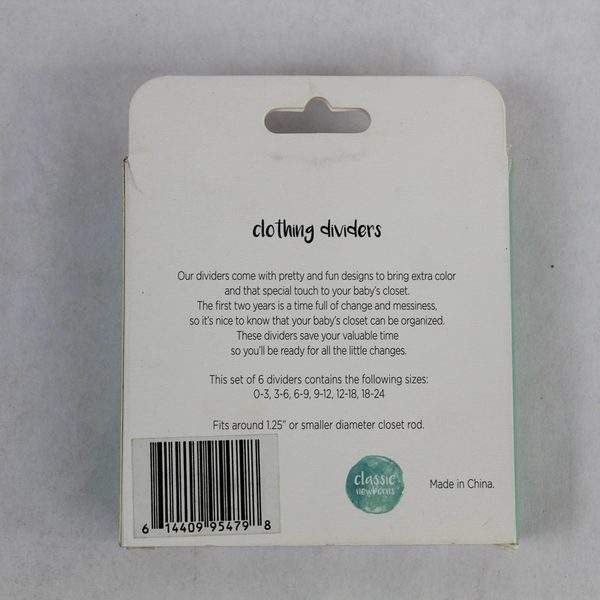 clothing dividers
Our dividers come with pretty and fun designs to bring extra color
and that special touch to your baby's closet.
The first two years is a time full of change and messiness,
so it's nice to know that your baby's closet can be organized.
These dividers save your valuable time
so you'll be ready for all the little changes.
This set of 6 dividers contains the following sizes:
0-3, 3-6, 6-9, 9-12, 12-18, 18-24
Fits around 1.25" or smaller diameter closet rod.
classic
newborns
Made in China.
6 14409 95479 8